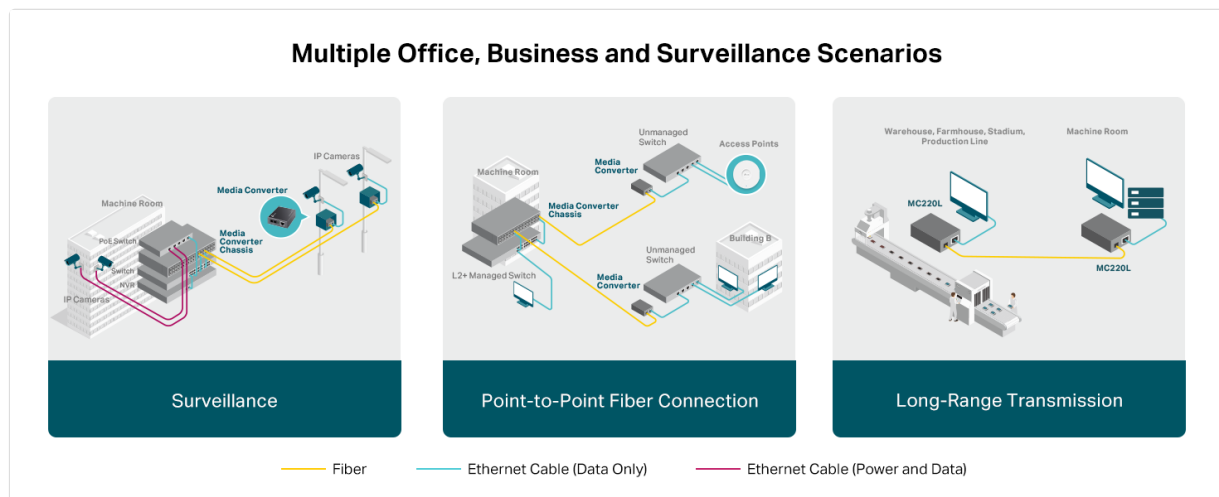 Multiple Office, Business and Surveillance Scenarios
IP Cameras
Media Converter
Machine Room
PoE Switch
Media
Converter
Chassis
Switch
NVR
IP Cameras
Surveillance
Unmanaged
Switch
Access Points
Media
Converter
Machine Room
Media Converter
Chassis
Unmanaged
Switch
Building B
L2+ Managed Switch
Media
Converter
Point-to-Point Fiber Connection
Warehouse, Farmhouse, Stadium,
Production Line
Machine Room
MC220L
MC220L
Long-Range Transmission
Fiber
Ethernet Cable (Data Only)
Ethernet Cable (Power and Data)